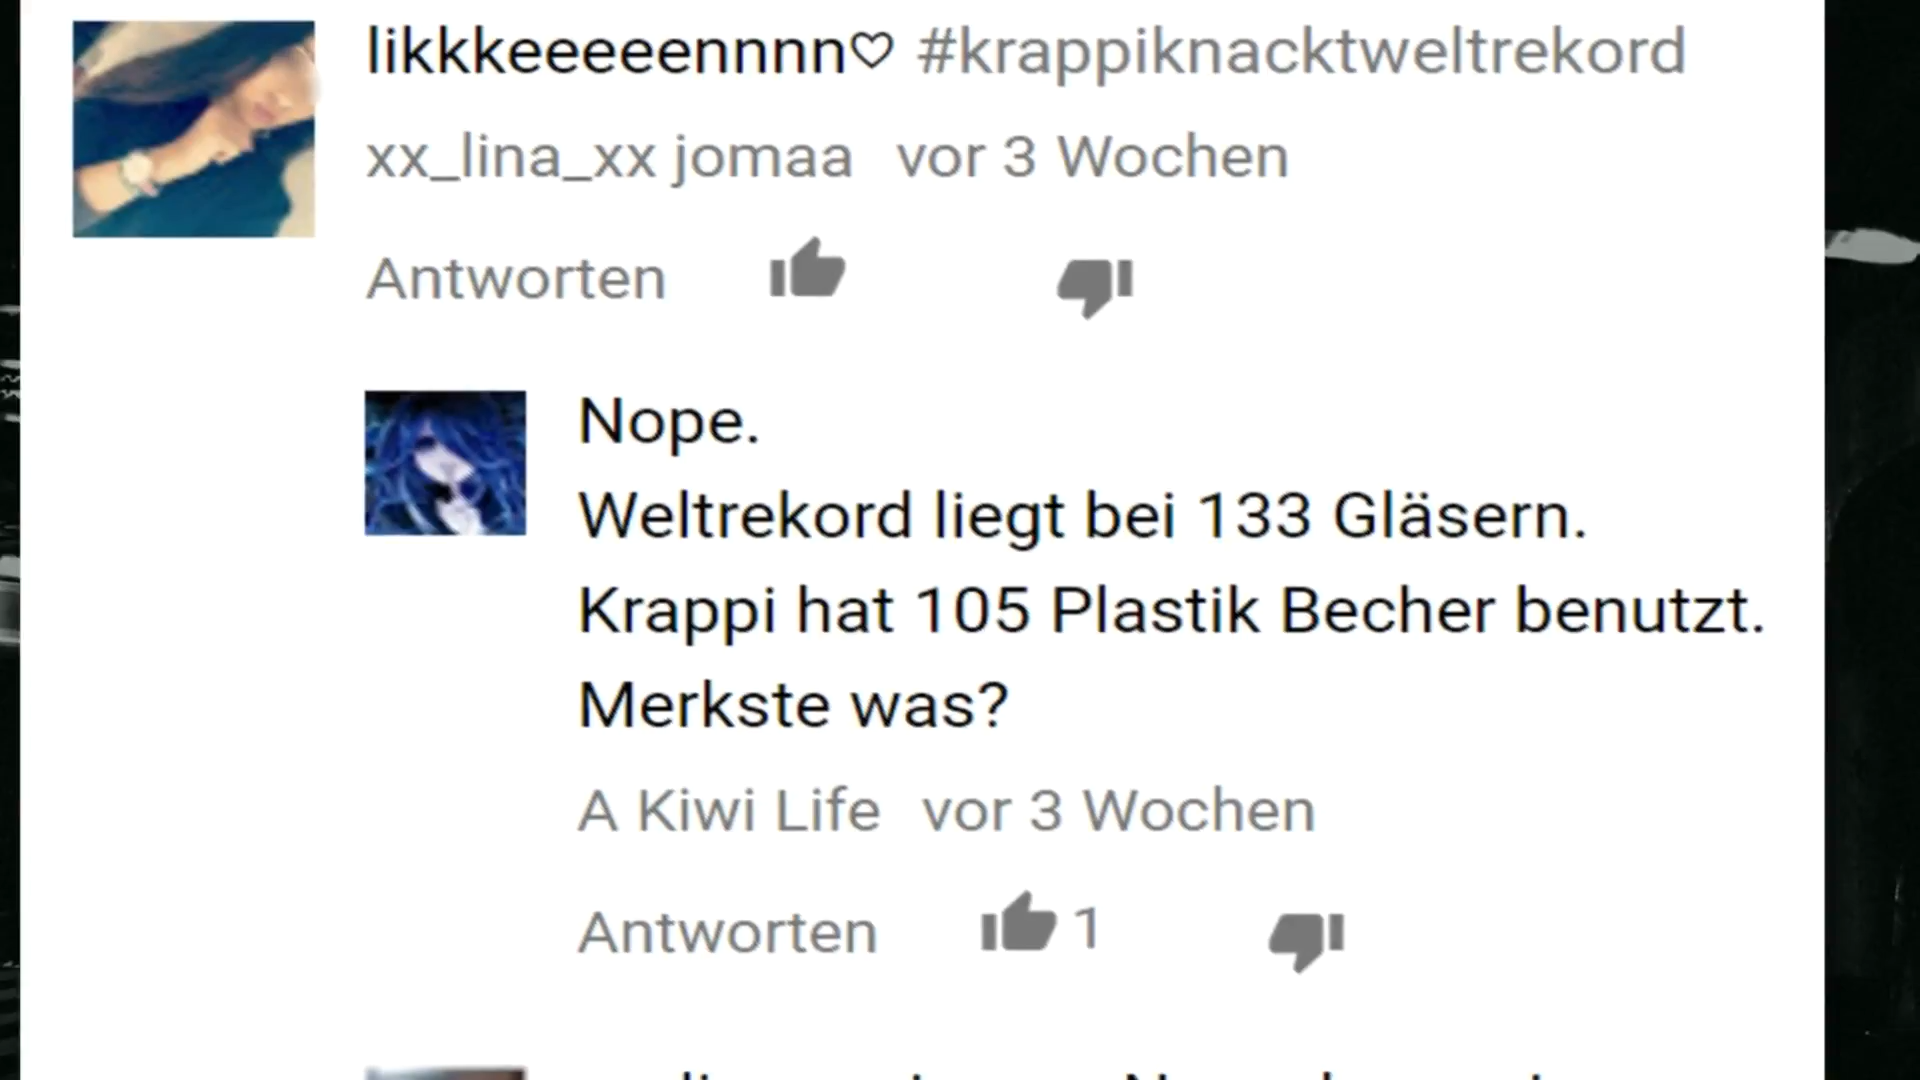 likkkeeeeennnn♡ #krappiknacktweltrekord
xx_lina_xx jomaa vor 3 Wochen
Antworten
Nope.
Weltrekord liegt bei 133 Gläsern.
Krappi hat 105 Plastik Becher benutzt.
Merkste was?
A Kiwi Life vor 3 Wochen
Antworten 1